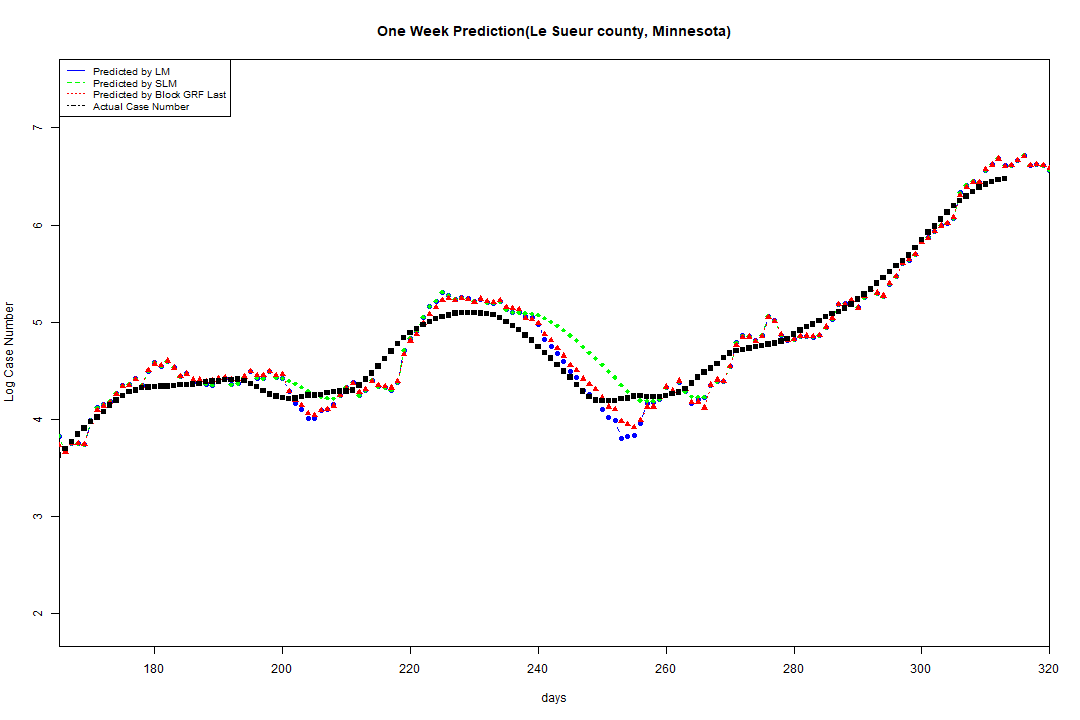 One Week Prediction(Le Sueur county, Minnesota)
Predicted by LM
Predicted by SLM
Predicted by Block GRF Last
Actual Case Number
Log Case Number
7
6
5
4
3
2
180
200
220
240
260
280
300
320
days